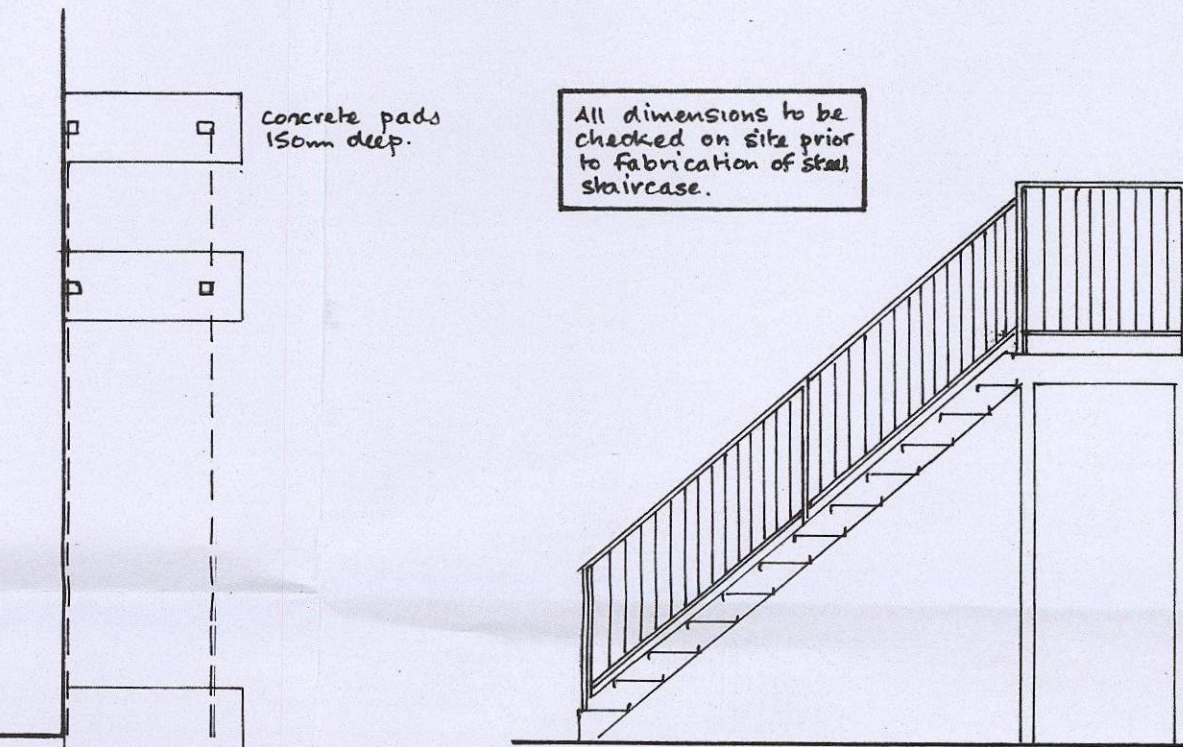 concrete pads
150mm deep.
All dimensions to be
checked on site prior
to fabrication of steel
staircase.